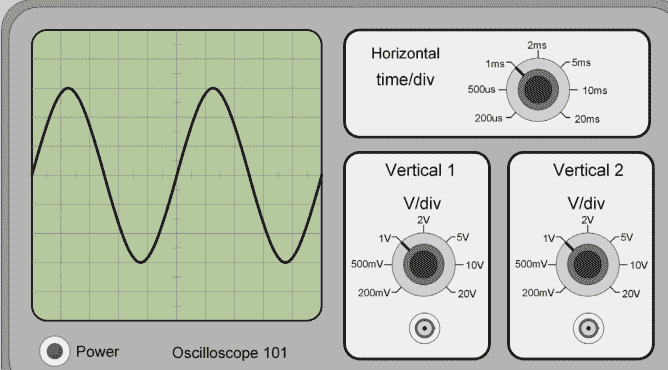 Horizontal
time/div
2ms
1ms
5ms
500us
10ms
200us
20ms
Vertical 1
V/div
2V
1V
5V
500mV
10V
200mV
20V
Vertical 2
V/div
2V
1V
5V
500mV
10V
200mV
20V
Power
Oscilloscope 101